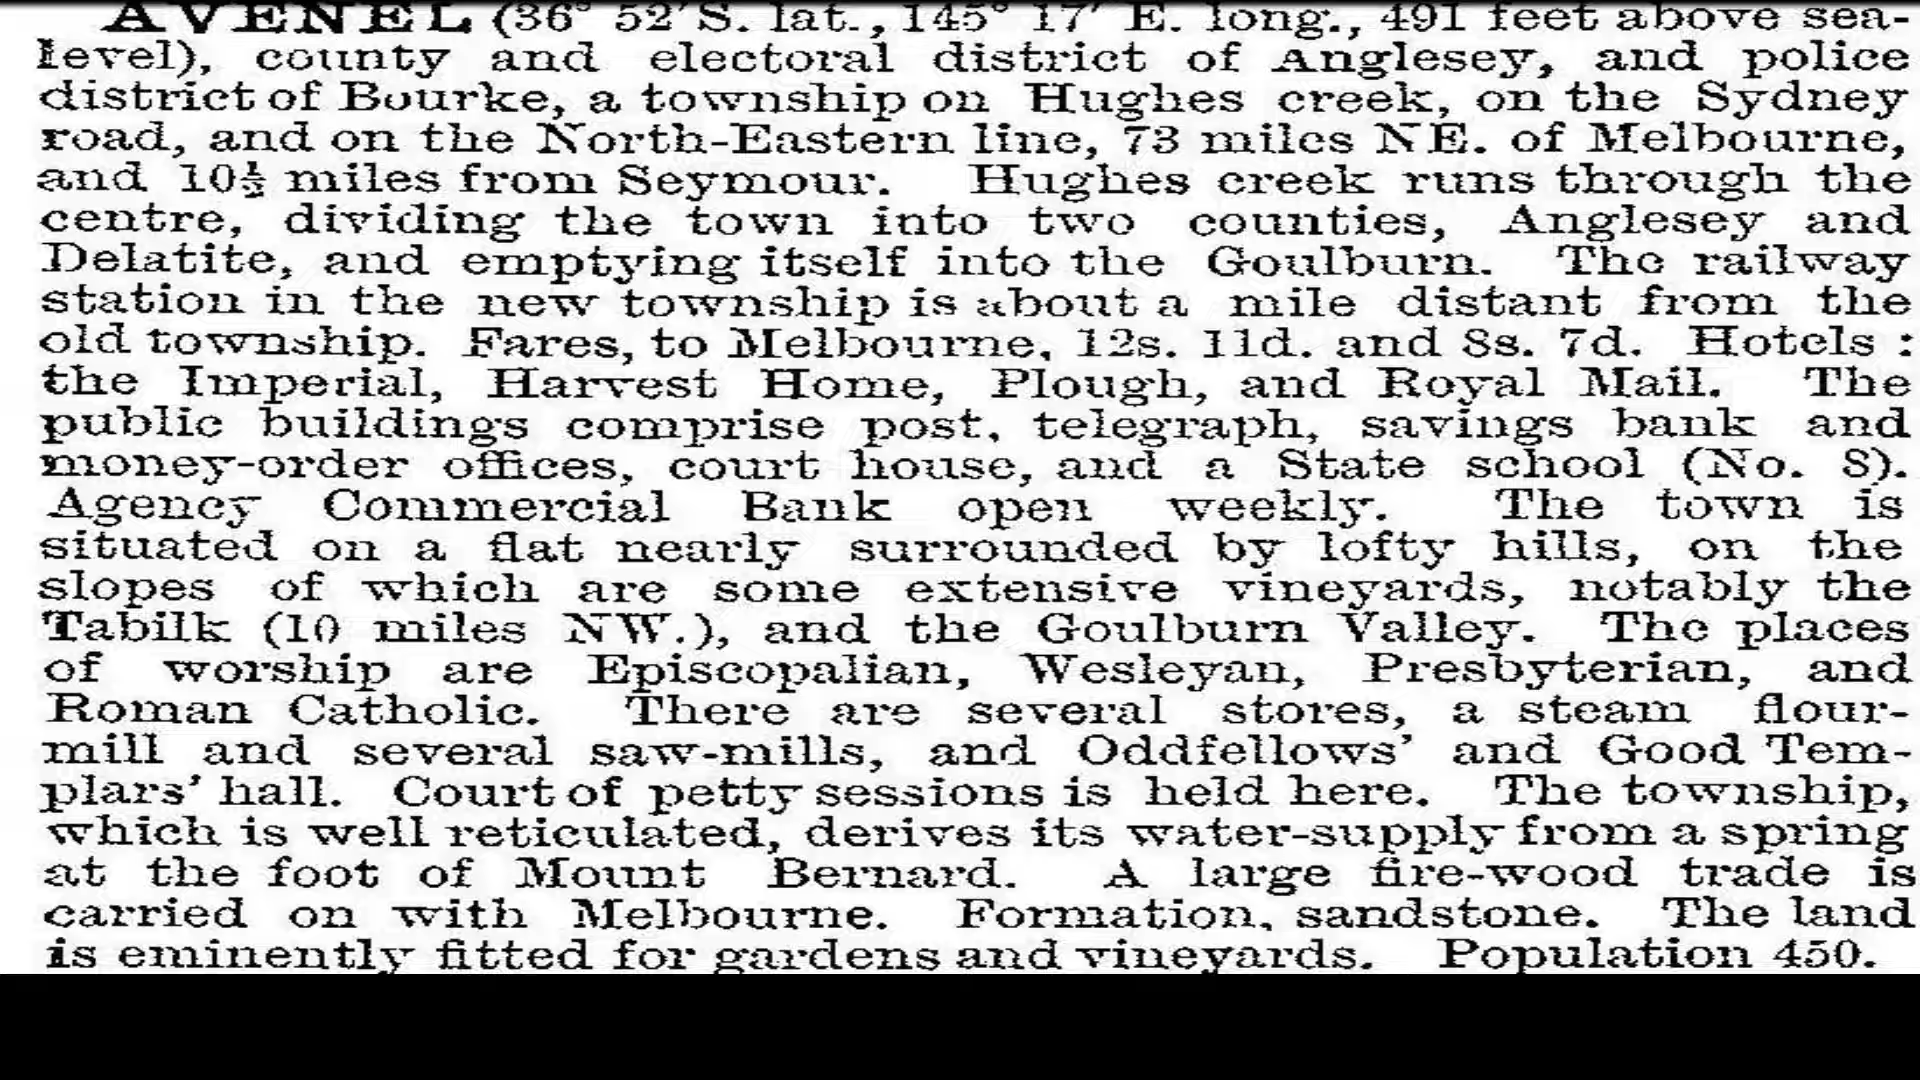 AVENEL (36° 52′ S. lat., 145° 17′ E. long., 491 feet above sea-
level), county and electoral district of Anglesey, and police
district of Bourke, a township on Hughes creek, on the Sydney
road, and on the North-Eastern line, 73 miles NE. of Melbourne,
and 10½ miles from Seymour. Hughes creek runs through the
centre, dividing the town into two counties, Anglesey and
Delatite, and emptying itself into the Goulburn. The railway
station in the new township is about a mile distant from the
old township. Fares, to Melbourne, 12s. 11d. and 8s. 7d. Hotels :
the Imperial, Harvest Home, Plough, and Royal Mail. The
public buildings comprise post, telegraph, savings bank and
money-order offices, court house, and a State school (No. 8).
Agency Commercial Bank open weekly. The town is
situated on a flat nearly surrounded by lofty hills, on the
slopes of which are some extensive vineyards, notably the
Tabilk (10 miles NW.), and the Goulburn Valley. The places
of worship are Episcopalian, Wesleyan, Presbyterian, and
Roman Catholic. There are several stores, a steam flour-
mill and several saw-mills, and Oddfellows’ and Good Tem-
plars’ hall. Court of petty sessions is held here. The township,
which is well reticulated, derives its water-supply from a spring
at the foot of Mount Bernard. A large fire-wood trade is
carried on with Melbourne. Formation, sandstone. The land
is eminently fitted for gardens and vineyards. Population 450.